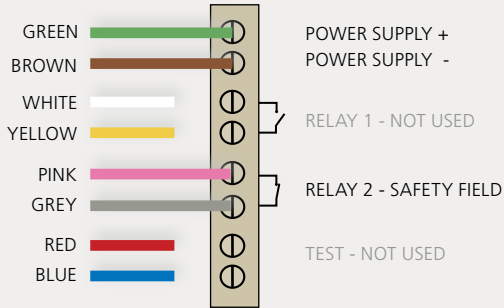 GREEN
POWER SUPPLY +
BROWN
POWER SUPPLY -
WHITE
RELAY 1 - NOT USED
YELLOW
PINK
RELAY 2 - SAFETY FIELD
GREY
RED
TEST - NOT USED
BLUE